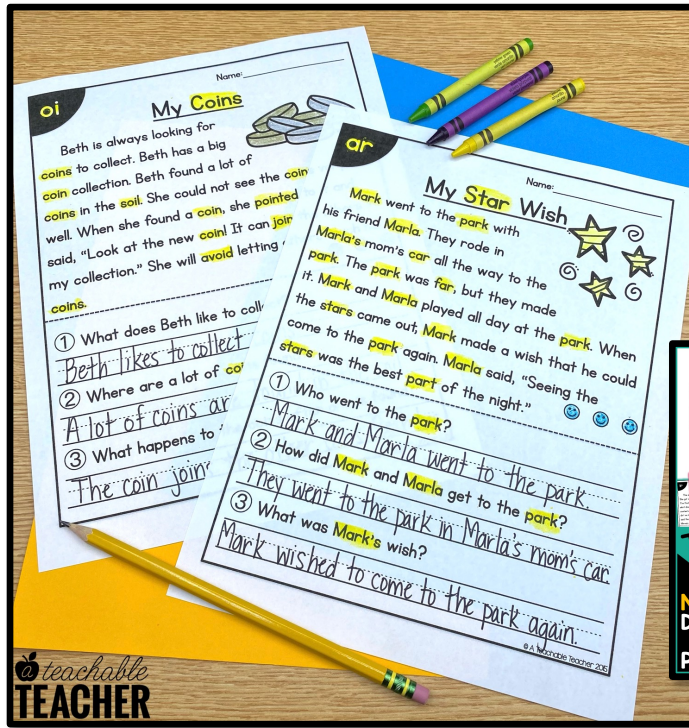 oi
Name:
My Coins
Beth is always looking for
coins to collect. Beth has a big
coin collection. Beth found a lot of
coins in the soil. She could not see the coin
well. When she found a coin, she pointed
said, "Look at the new coin! It can join
my collection." She will avoid letting
coins.
1 What does Beth like to
Beth likes to collect
2 Where are a lot of
A lot of coins
3 What happens to
The coin joins
ar
Name:
My Star Wish
Mark went to the park with
his friend Marla. They rode in
Marla's mom's car all the way to the
park. The park was far, but they made
it. Mark and Marla played all day at the park. When
the stars came out, Mark made a wish that he could
come to the park again. Marla said, "Seeing the
stars was the best part of the night."
1 Who went to the park?
Mark and Marla went to the park.
2 How did Mark and Marla get to the park?
They went to the park in Marla's mom's car.
3 What was Mark's wish?
Mark wished to come to the park again.
© A Teachable Teacher 2015
a teachable
TEACHER